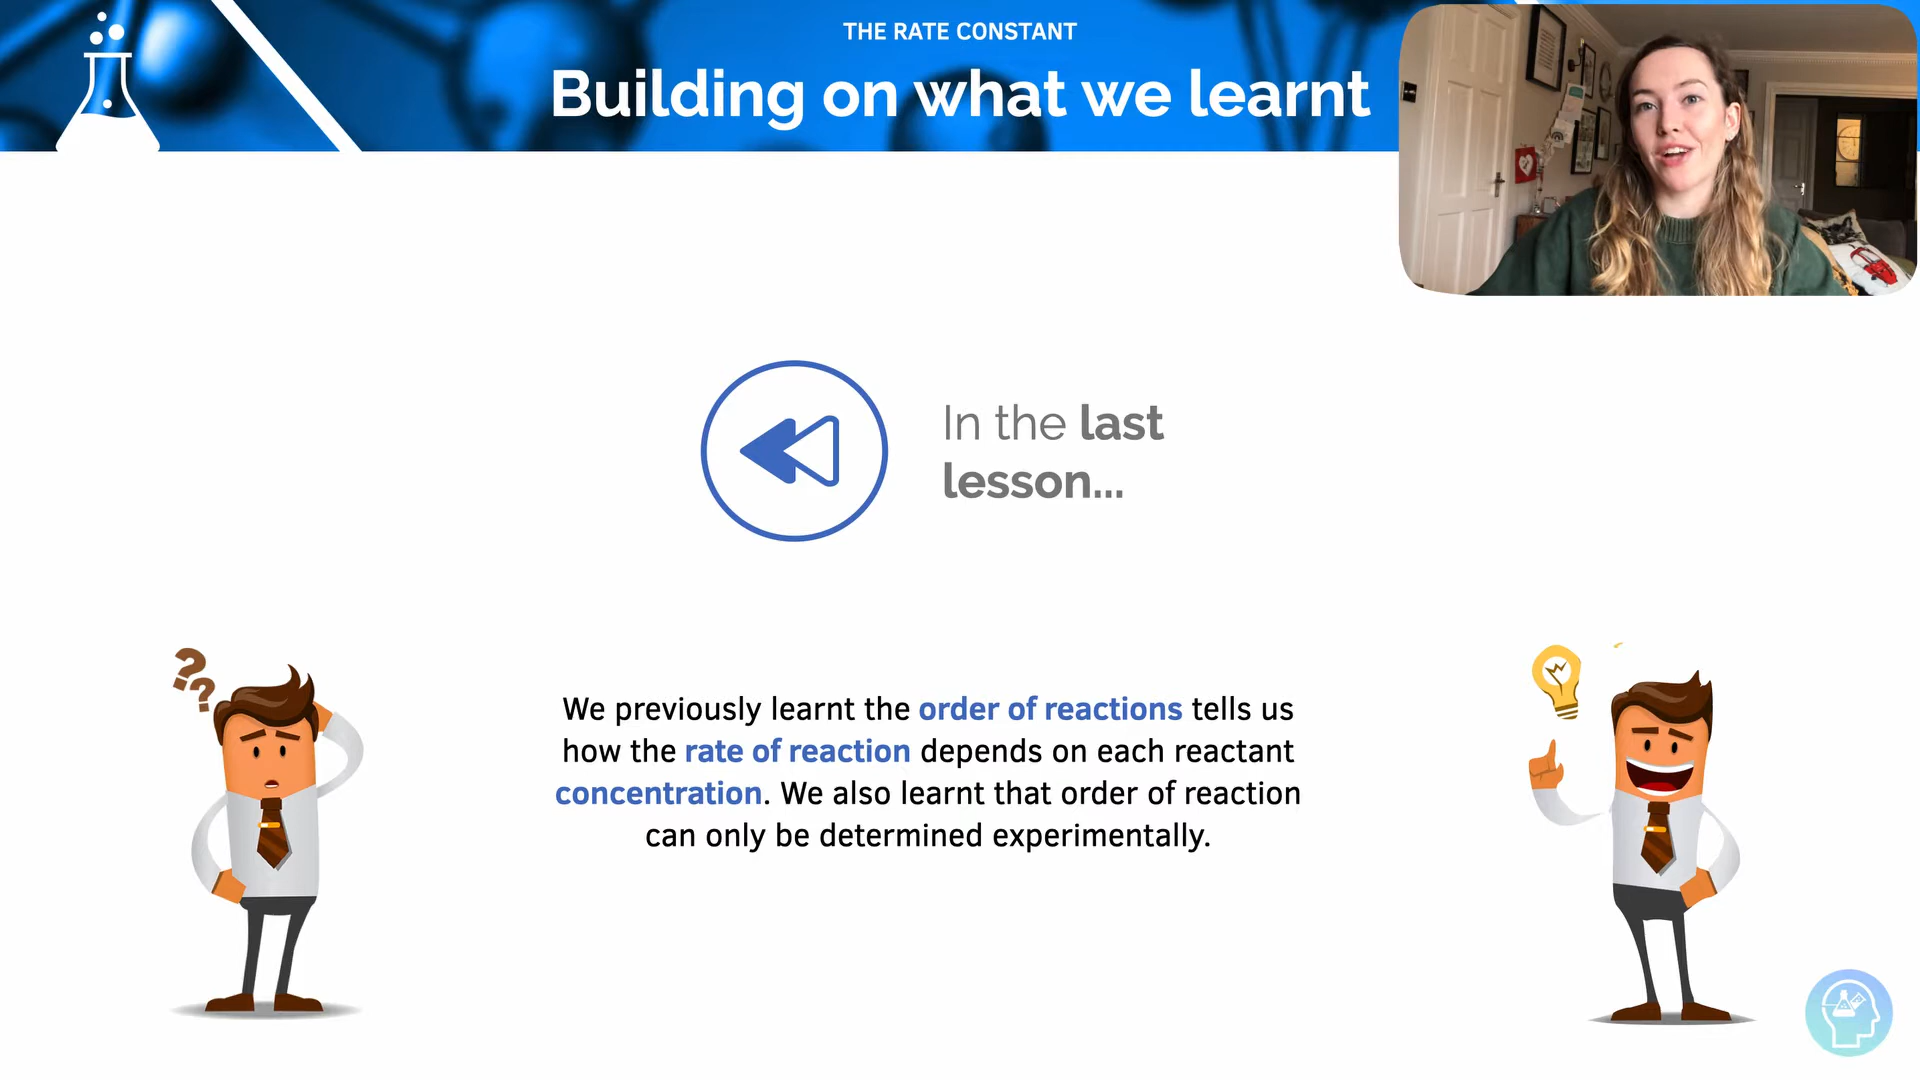 THE RATE CONSTANT
Building on what we learnt
In the last
lesson...
??
We previously learnt the order of reactions tells us
how the rate of reaction depends on each reactant
concentration. We also learnt that order of reaction
can only be determined experimentally.